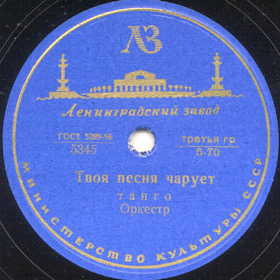 ЛЗ
Ленинградский завод
ГОСТ 5289-56
5345
третья гр
5-70
Твоя песня чарует
танго
Оркестр
МИНИСТЕРСТВО КУЛЬТУРЫ СССР